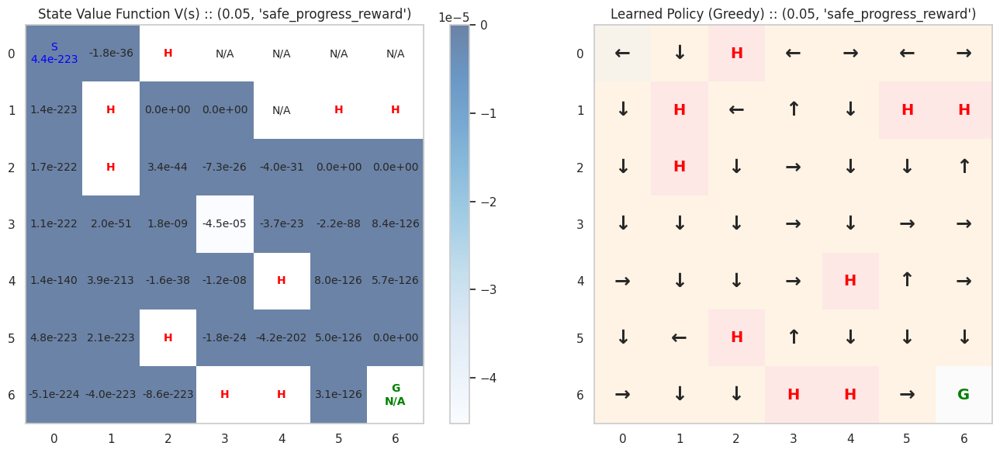 State Value Function V(s) :: (0.05, 'safe_progress_reward')
0 S -1.8e-36 H N/A N/A N/A N/A
4.4e-223
1 1.4e-223 H 0.0e+00 0.0e+00 N/A H H
2 1.7e-222 H 3.4e-44 -7.3e-26 -4.0e-31 0.0e+00 0.0e+00
3 1.1e-222 2.0e-51 1.8e-09 -4.5e-05 -3.7e-23 -2.2e-88 8.4e-126
4 1.4e-140 3.9e-213 -1.6e-38 -1.2e-08 H 8.0e-126 5.7e-126
5 4.8e-223 2.1e-223 H -1.8e-24 -4.2e-202 5.0e-126 0.0e+00
6 -5.1e-224 -4.0e-223 -8.6e-223 H H 3.1e-126 G
N/A
0 1 2 3 4 5 6
1e−5
0
−1
−2
−3
−4
Learned Policy (Greedy) :: (0.05, 'safe_progress_reward')
0 ← ↓ H ← → ← →
1 ↓ H ← ↑ ↓ H H
2 ↓ H ↓ → ↓ ↓ ↑
3 ↓ ↓ ↓ → ↓ → →
4 → ↓ ↓ → H ↑ →
5 ↓ ← H ↑ ↓ ↓ ↓
6 → ↓ ↓ H H → G
0 1 2 3 4 5 6